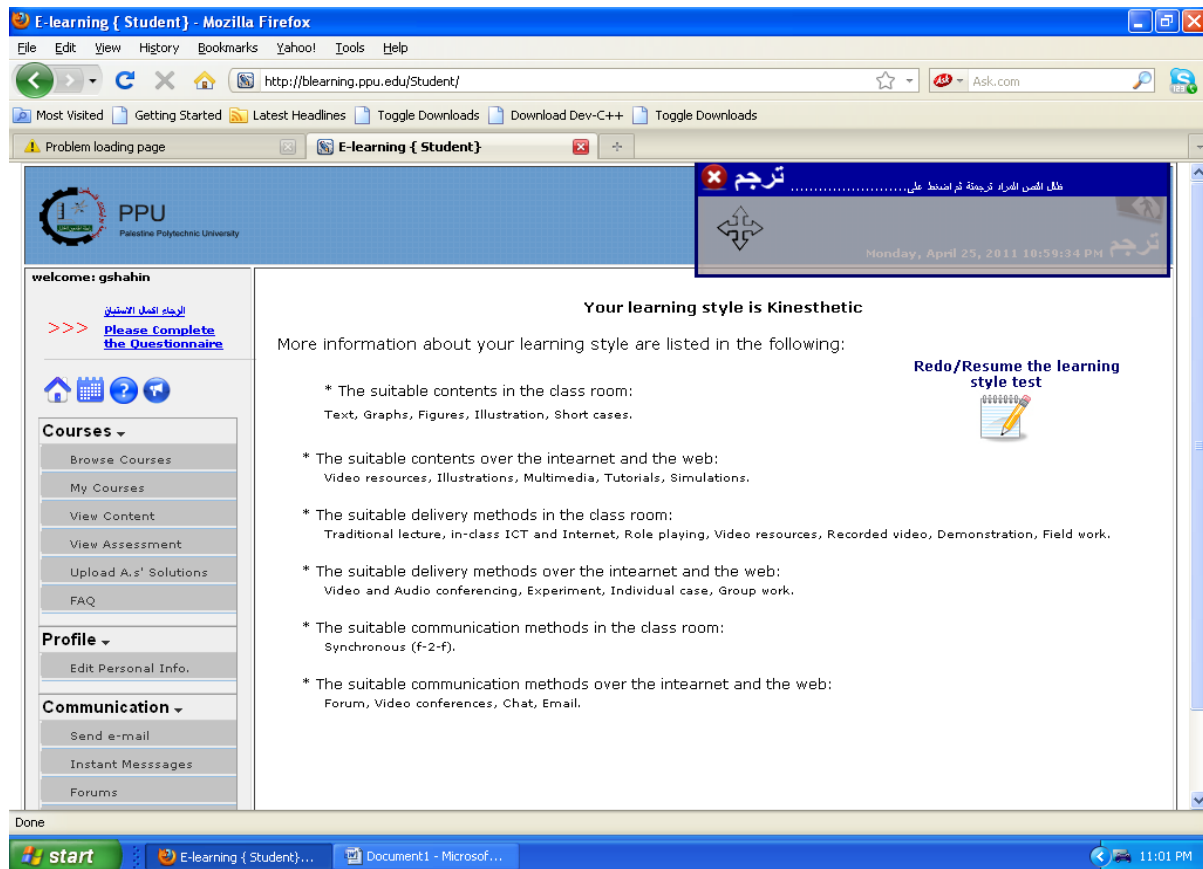 E-learning { Student} - Mozilla Firefox
File Edit View History Bookmarks Yahoo! Tools Help
http://blearning.ppu.edu/Student/
Ask Ask.com
Most Visited Getting Started Latest Headlines Toggle Downloads Download Dev-C++ Toggle Downloads
Problem loading page E-learning { Student}
PPU
Palestine Polytechnic University
ظلل النص المراد ترجمتة ثم اضغط على......................... ترجم
Monday, April 25, 2011 10:59:34 PM ترجم
welcome: gshahin
الرجاء اكمال الاستبيان
>>> Please Complete
the Questionnaire
Courses
Browse Courses
My Courses
View Content
View Assessment
Upload A.s' Solutions
FAQ
Profile
Edit Personal Info.
Communication
Send e-mail
Instant Messsages
Forums
Your learning style is Kinesthetic
More information about your learning style are listed in the following:
Redo/Resume the learning
style test
* The suitable contents in the class room:
Text, Graphs, Figures, Illustration, Short cases.
* The suitable contents over the intearnet and the web:
Video resources, Illustrations, Multimedia, Tutorials, Simulations.
* The suitable delivery methods in the class room:
Traditional lecture, in-class ICT and Internet, Role playing, Video resources, Recorded video, Demonstration, Field work.
* The suitable delivery methods over the intearnet and the web:
Video and Audio conferencing, Experiment, Individual case, Group work.
* The suitable communication methods in the class room:
Synchronous (f-2-f).
* The suitable communication methods over the intearnet and the web:
Forum, Video conferences, Chat, Email.
Done
start E-learning { Student}... Document1 - Microsof... 11:01 PM